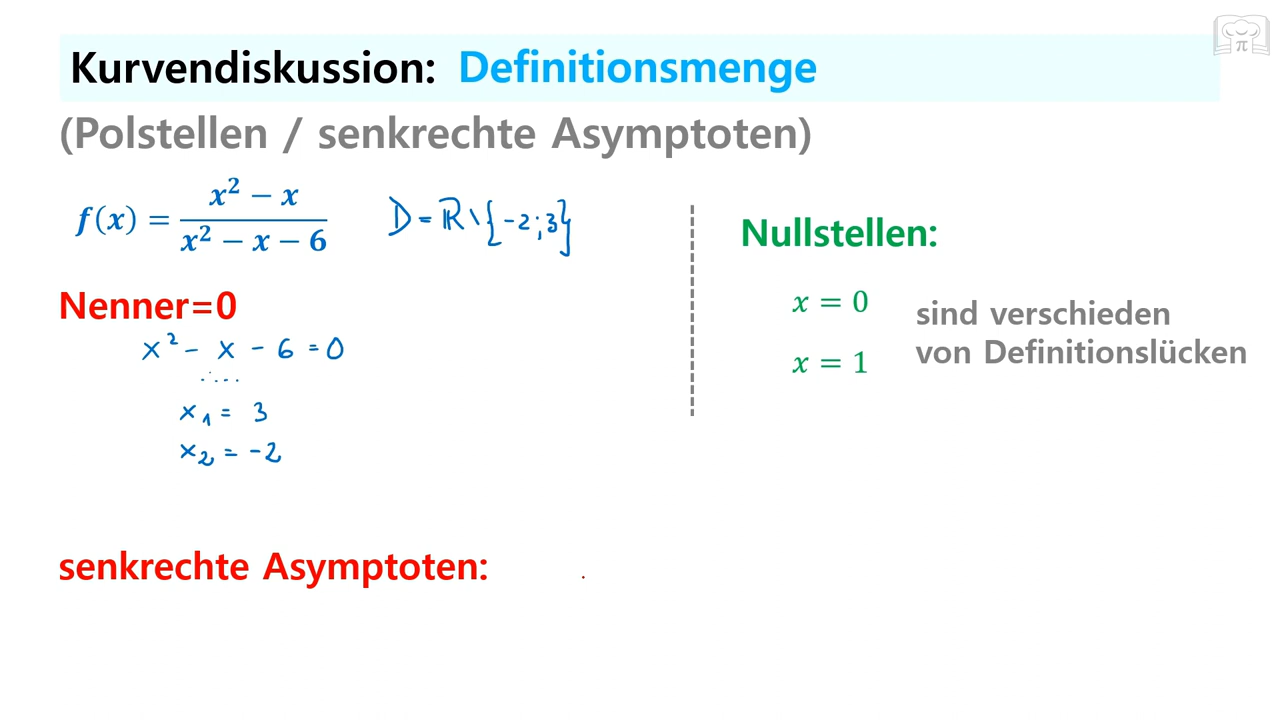 Kurvendiskussion: Definitionsmenge
(Polstellen / senkrechte Asymptoten)
f(x) = (x² − x)/(x² − x − 6)
D = ℝ \ {-2; 3}
Nenner=0
x² - x - 6 = 0
.....
x₁ = 3
x₂ = -2
Nullstellen:
x = 0
x = 1
sind verschieden
von Definitionslücken
senkrechte Asymptoten: